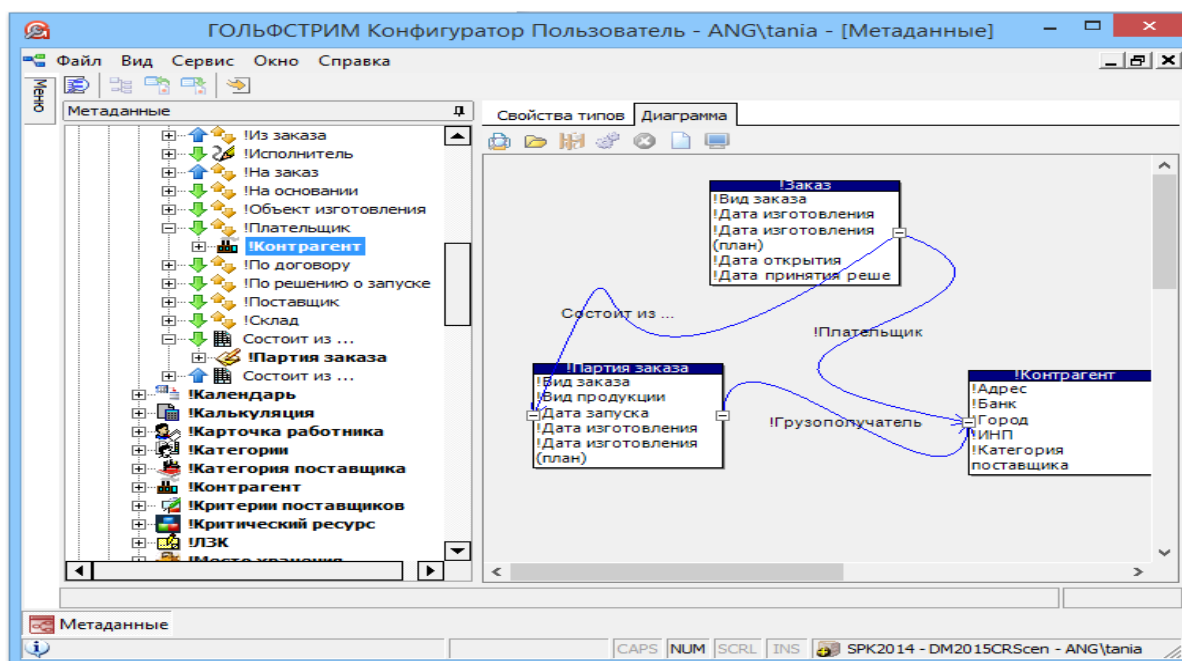 ГОЛЬФСТРИМ Конфигуратор Пользователь - ANG\tania - [Метаданные]
Файл Вид Сервис Окно Справка
Меню
Метаданные
!Из заказа
!Исполнитель
!На заказ
!На основании
!Объект изготовления
!Плательщик
!Контрагент
!По договору
!По решению о запуске
!Поставщик
!Склад
Состоит из ...
!Партия заказа
Состоит из ...
!Календарь
!Калькуляция
!Карточка работника
!Категории
!Категория поставщика
!Контрагент
!Критерии поставщиков
!Критический ресурс
!ЛЗК
!Место хранения
Свойства типов Диаграмма
!Заказ
!Вид заказа
!Дата изготовления
!Дата изготовления
(план)
!Дата открытия
!Дата принятия реше
Состоит из ...
!Плательщик
!Партия заказа
!Вид заказа
!Вид продукции
!Дата запуска
!Дата изготовления
!Дата изготовления
(план)
!Грузополучатель
!Контрагент
!Адрес
!Банк
!Город
!ИНП
!Категория
поставщика
Метаданные
CAPS NUM SCRL INS SPK2014 - DM2015CRScen - ANG\tania